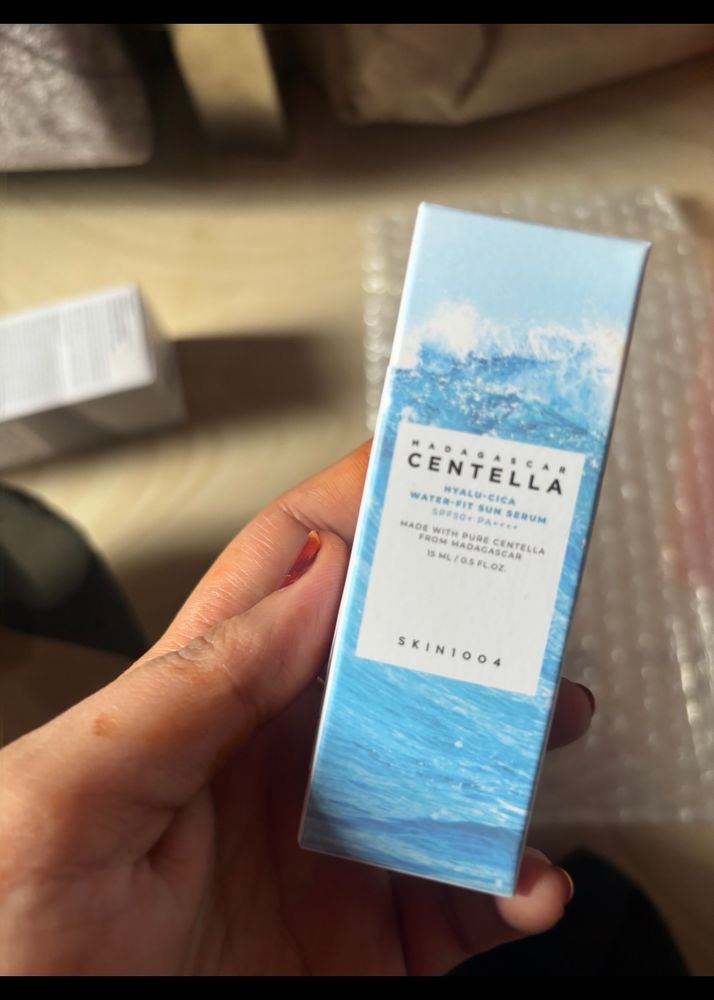 MADAGASCAR
CENTELLA
HYALU-CICA
WATER-FIT SUN SERUM
SPF50+ PA++++
MADE WITH PURE CENTELLA
FROM MADAGASCAR
15 ML / 0.5 FL.OZ.
SKIN1004